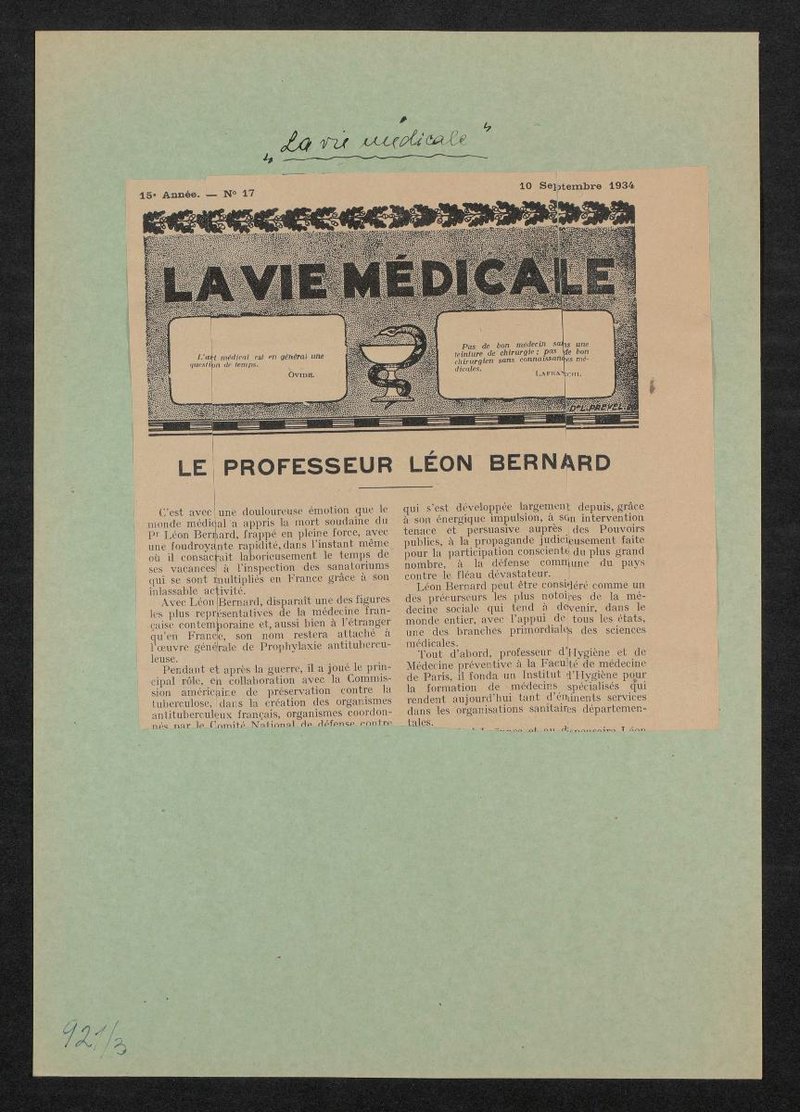 „La vie médicale"
15e Année. — No 17
10 Septembre 1934
LA VIE MÉDICALE
L'art médical est en général une
question de temps.
OVIDE.
Pas de bon médecin sans une
teinture de chirurgie; pas de bon
chirurgien sans connaissances mé-
dicales.
LAFRANCHI.
Dr L. PREVEL
LE PROFESSEUR LÉON BERNARD
C'est avec une douloureuse émotion que le
monde médical a appris la mort soudaine du
Pr Léon Bernard, frappé en pleine force, avec
une foudroyante rapidité, dans l'instant même
où il consacrait laborieusement le temps de
ses vacances à l'inspection des sanatoriums
qui se sont multipliés en France grâce à son
inlassable activité.
Avec Léon Bernard, disparaît une des figures
les plus représentatives de la médecine fran-
çaise contemporaine et, aussi bien à l'étranger
qu'en France, son nom restera attaché à
l'œuvre générale de Prophylaxie antitubercu-
leuse.
Pendant et après la guerre, il a joué le prin-
cipal rôle, en collaboration avec la Commis-
sion américaine de préservation contre la
tuberculose, dans la création des organismes
antituberculeux français, organismes coordon-
nés par le Comité National de défense contre
qui s'est développée largement depuis, grâce
à son énergique impulsion, à son intervention
tenace et persuasive auprès des Pouvoirs
publics, à la propagande judicieusement faite
pour la participation consciente du plus grand
nombre, à la défense commune du pays
contre le fléau dévastateur.
Léon Bernard peut être considéré comme un
des précurseurs les plus notoires de la mé-
decine sociale qui tend à devenir, dans le
monde entier, avec l'appui de tous les états,
une des branches primordiales des sciences
médicales.
Tout d'abord, professeur d'Hygiène et de
Médecine préventive à la Faculté de médecine
de Paris, il fonda un Institut d'Hygiène pour
la formation de médecins spécialisés qui
rendent aujourd'hui tant d'éminents services
dans les organisations sanitaires départemen-
tales.
et au dispensaire Léon
921/3